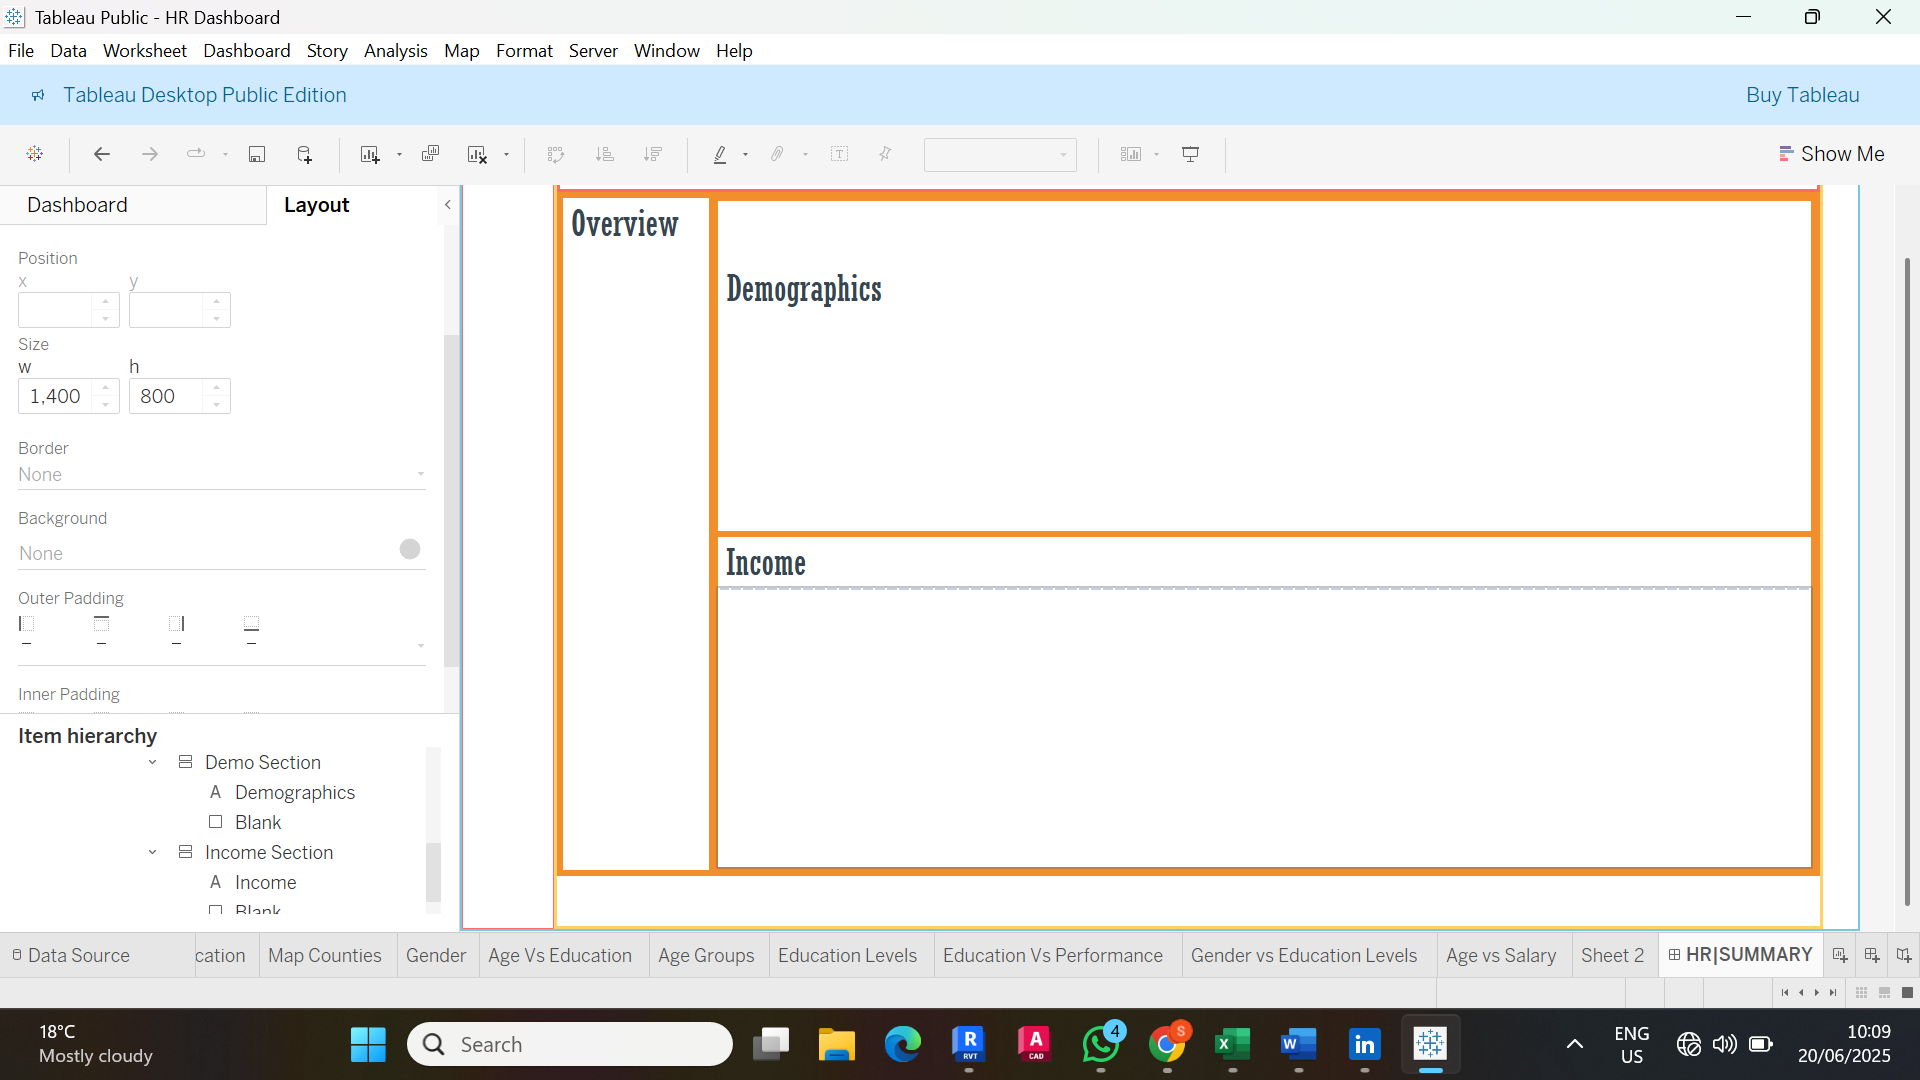 Tableau Public - HR Dashboard
File Data Worksheet Dashboard Story Analysis Map Format Server Window Help
Tableau Desktop Public Edition
Buy Tableau
Show Me
Dashboard
Layout
Position
x y
Size
w h
1,400 800
Border
None
Background
None
Outer Padding
Inner Padding
Item hierarchy
Demo Section
A Demographics
Blank
Income Section
A Income
Blank
Overview
Demographics
Income
Data Source
cation
Map Counties
Gender
Age Vs Education
Age Groups
Education Levels
Education Vs Performance
Gender vs Education Levels
Age vs Salary
Sheet 2
HR|SUMMARY
18°C
Mostly cloudy
Search
R
RVT
A
CAD
4
S
X
W
in
ENG
US
10:09
20/06/2025